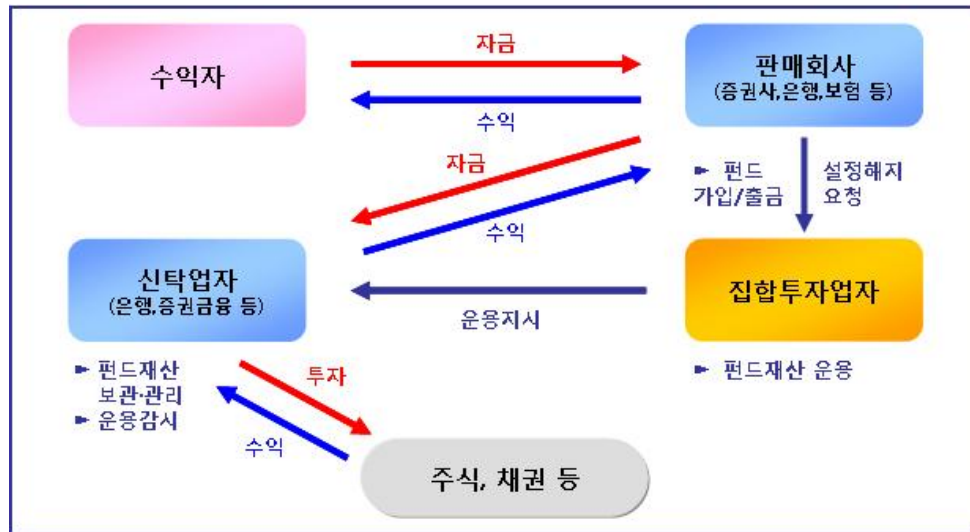 수익자
자금
수익
판매회사
(증권사,은행,보험 등)
자금
수익
► 펀드
가입/출금
설정해지
요청
신탁업자
(은행,증권금융 등)
운용지시
집합투자업자
► 펀드재산
보관·관리
► 운용감시
투자
수익
► 펀드재산 운용
주식, 채권 등